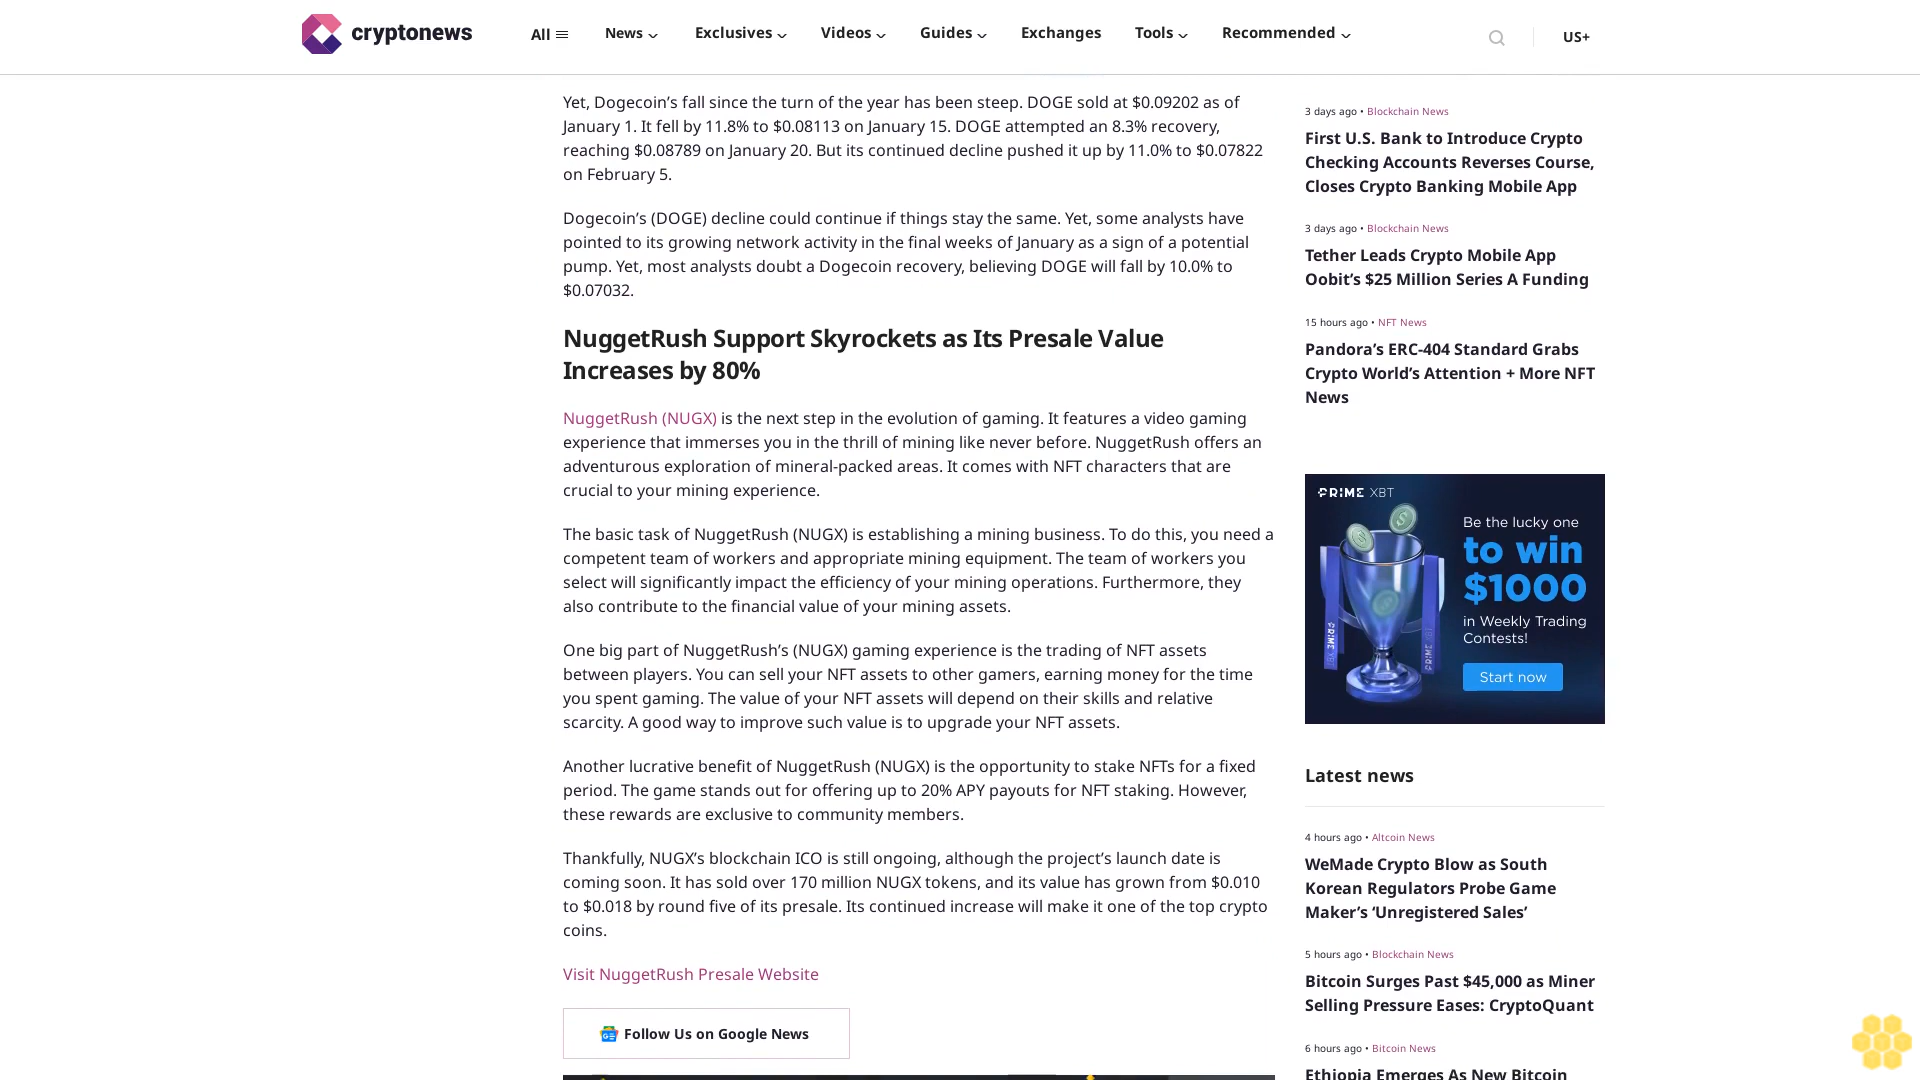 cryptonews
All
News
Exclusives
Videos
Guides
Exchanges
Tools
Recommended
US+
Yet, Dogecoin’s fall since the turn of the year has been steep. DOGE sold at $0.09202 as of
January 1. It fell by 11.8% to $0.08113 on January 15. DOGE attempted an 8.3% recovery,
reaching $0.08789 on January 20. But its continued decline pushed it up by 11.0% to $0.07822
on February 5.
Dogecoin’s (DOGE) decline could continue if things stay the same. Yet, some analysts have
pointed to its growing network activity in the final weeks of January as a sign of a potential
pump. Yet, most analysts doubt a Dogecoin recovery, believing DOGE will fall by 10.0% to
$0.07032.
NuggetRush Support Skyrockets as Its Presale Value
Increases by 80%
NuggetRush (NUGX) is the next step in the evolution of gaming. It features a video gaming
experience that immerses you in the thrill of mining like never before. NuggetRush offers an
adventurous exploration of mineral-packed areas. It comes with NFT characters that are
crucial to your mining experience.
The basic task of NuggetRush (NUGX) is establishing a mining business. To do this, you need a
competent team of workers and appropriate mining equipment. The team of workers you
select will significantly impact the efficiency of your mining operations. Furthermore, they
also contribute to the financial value of your mining assets.
One big part of NuggetRush’s (NUGX) gaming experience is the trading of NFT assets
between players. You can sell your NFT assets to other gamers, earning money for the time
you spent gaming. The value of your NFT assets will depend on their skills and relative
scarcity. A good way to improve such value is to upgrade your NFT assets.
Another lucrative benefit of NuggetRush (NUGX) is the opportunity to stake NFTs for a fixed
period. The game stands out for offering up to 20% APY payouts for NFT staking. However,
these rewards are exclusive to community members.
Thankfully, NUGX’s blockchain ICO is still ongoing, although the project’s launch date is
coming soon. It has sold over 170 million NUGX tokens, and its value has grown from $0.010
to $0.018 by round five of its presale. Its continued increase will make it one of the top crypto
coins.
Visit NuggetRush Presale Website
Follow Us on Google News
3 days ago • Blockchain News
First U.S. Bank to Introduce Crypto
Checking Accounts Reverses Course,
Closes Crypto Banking Mobile App
3 days ago • Blockchain News
Tether Leads Crypto Mobile App
Oobit’s $25 Million Series A Funding
15 hours ago • NFT News
Pandora’s ERC-404 Standard Grabs
Crypto World’s Attention + More NFT
News
PRIME XBT
Be the lucky one
to win
$1000
in Weekly Trading
Contests!
Start now
Latest news
4 hours ago • Altcoin News
WeMade Crypto Blow as South
Korean Regulators Probe Game
Maker’s ‘Unregistered Sales’
5 hours ago • Blockchain News
Bitcoin Surges Past $45,000 as Miner
Selling Pressure Eases: CryptoQuant
6 hours ago • Bitcoin News
Ethiopia Emerges As New Bitcoin